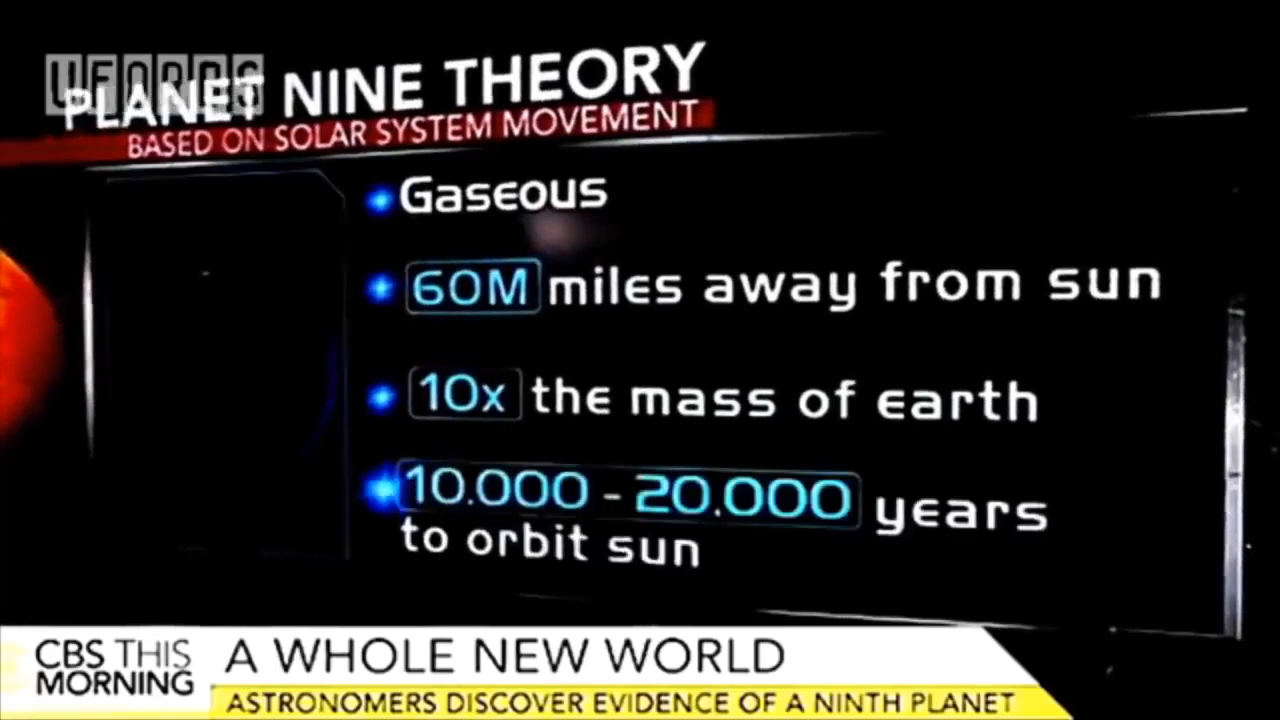 UFORDS
PLANET NINE THEORY
BASED ON SOLAR SYSTEM MOVEMENT
Gaseous
60M miles away from sun
10x the mass of earth
10.000 - 20.000 years
to orbit sun
CBS THIS
MORNING
A WHOLE NEW WORLD
ASTRONOMERS DISCOVER EVIDENCE OF A NINTH PLANET